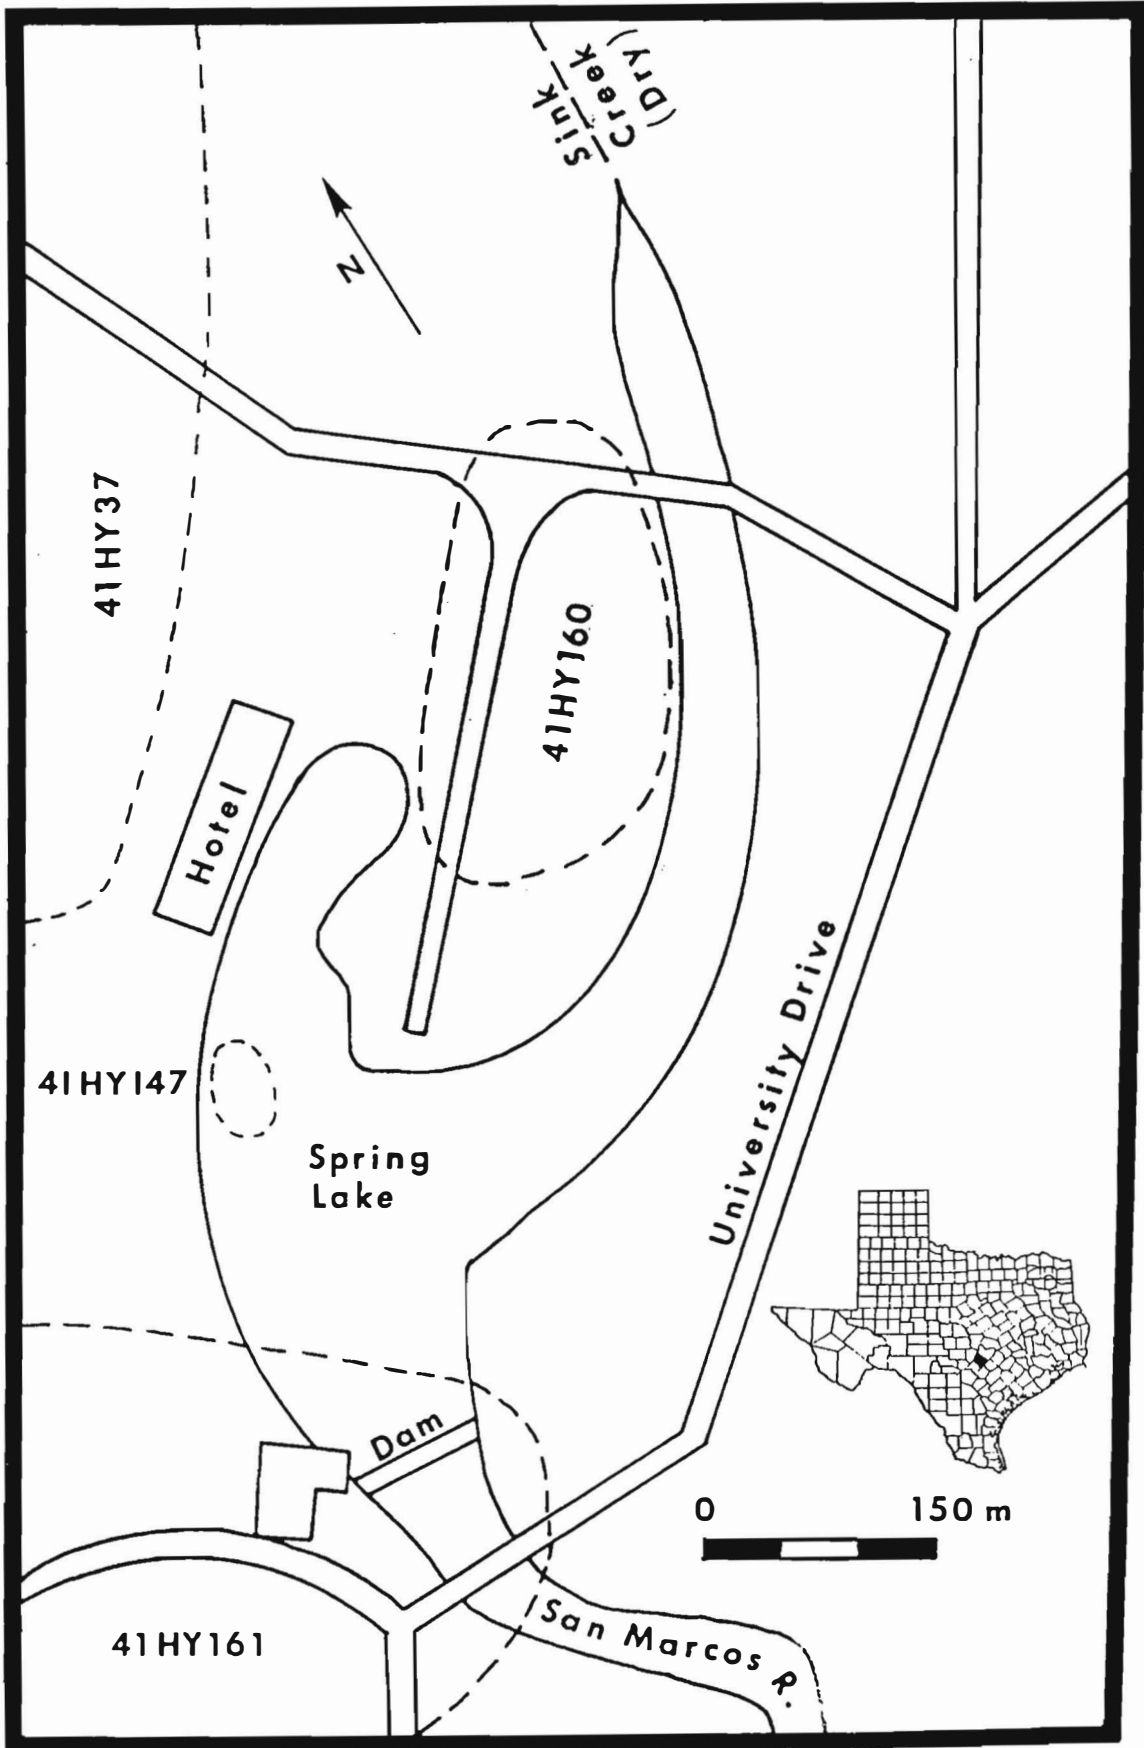 Sink
Creek
(Dry)
N
41HY37
41HY160
Hotel
41HY147
Spring
Lake
University Drive
Dam
0 150 m
San Marcos R.
41HY161